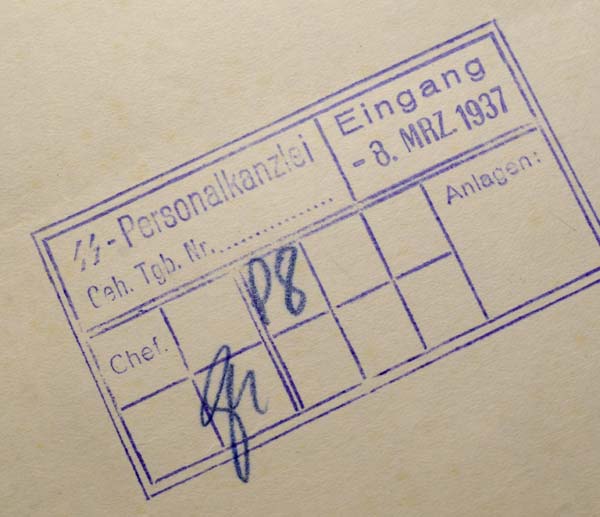 ᛋᛋ-Personalkanzlei
Geh. Tgb. Nr. ....................
Eingang
- 8. MRZ. 1937
Anlagen:
Chef.
P8